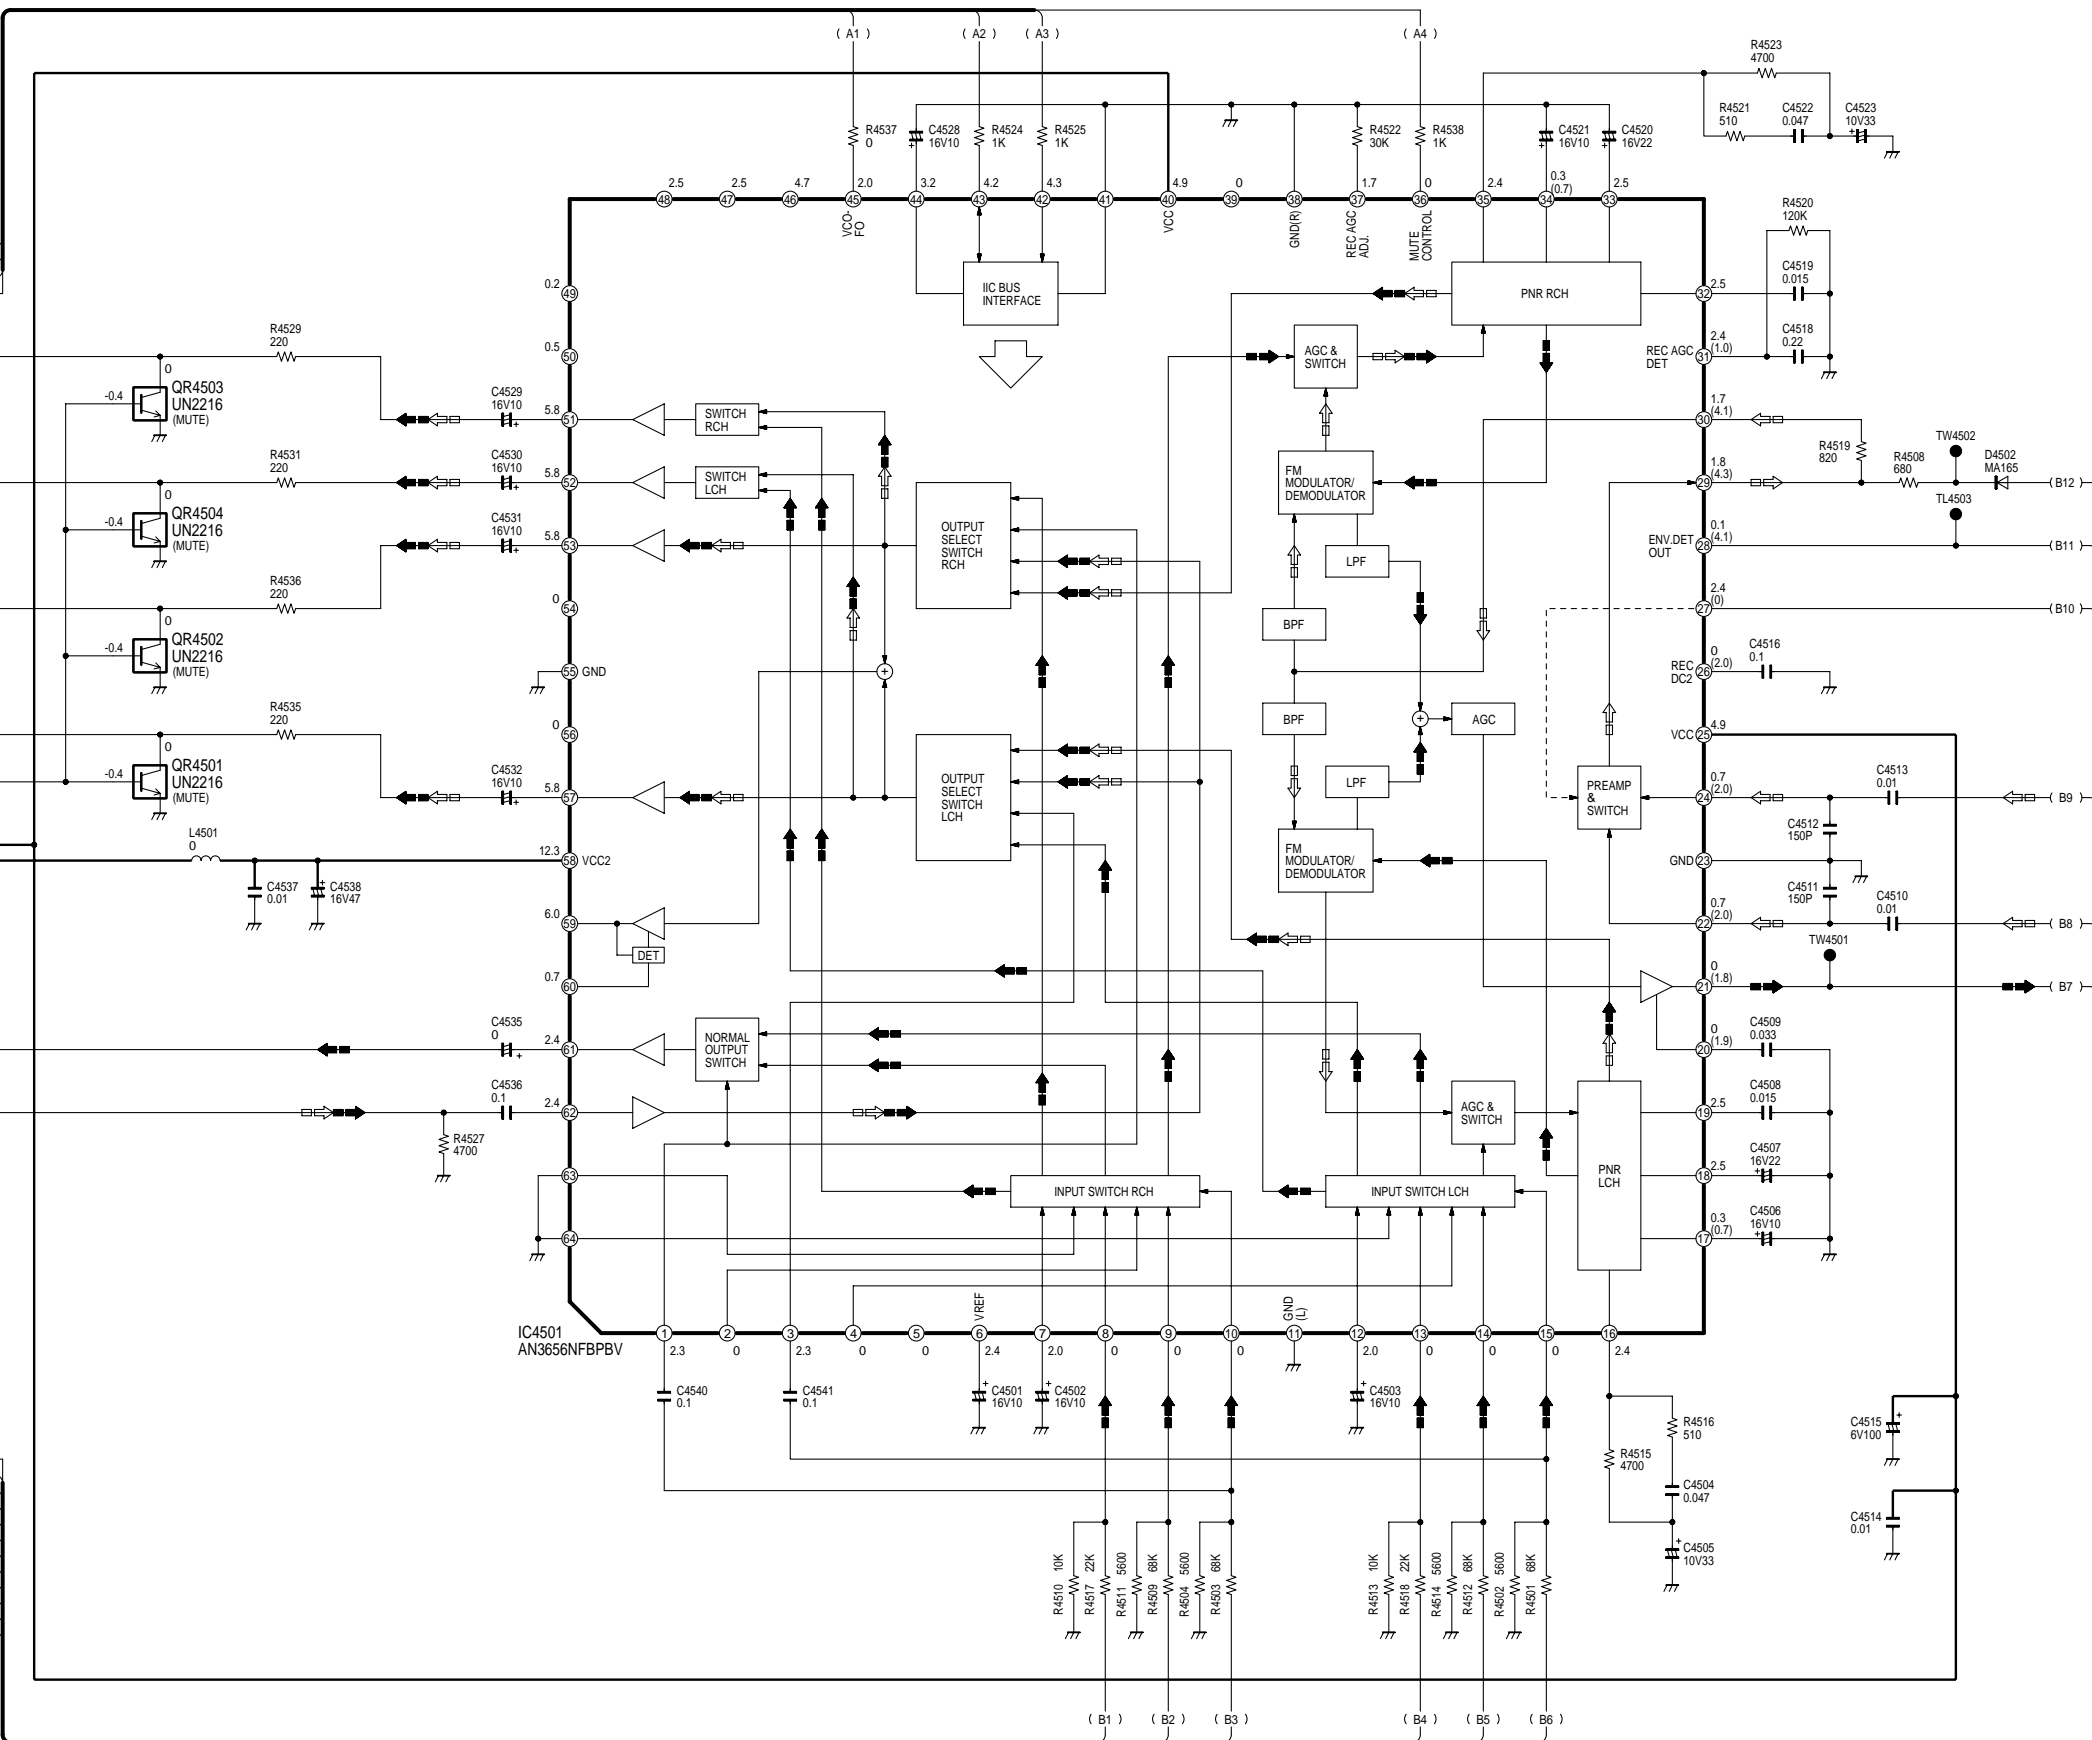 ( A1 )
( A2 )
( A3 )
( A4 )
R4523
4700
R4521
510
C4522
0.047
C4523
10V33
R4537
0
C4528
16V10
R4524
1K
R4525
1K
R4522
30K
R4538
1K
C4521
16V10
C4520
16V22
2.5
2.5
4.7
2.0
3.2
4.2
4.3
4.9
0
1.7
0
2.4
0.3
(0.7)
2.5
48
47
46
45
44
43
42
41
40
39
38
37
36
35
34
33
VCO-
FO
VCC
GND(R)
REC AGC
ADJ.
MUTE
CONTROL
R4520
120K
C4519
0.015
C4518
0.22
IIC BUS
INTERFACE
PNR RCH
32
2.5
31
2.4
(1.0)
REC AGC
DET
0.2
49
0.5
50
R4529
220
0
-0.4
QR4503
UN2216
(MUTE)
C4529
16V10
5.8
51
SWITCH
RCH
AGC &
SWITCH
30
1.7
(4.1)
R4519
820
R4508
680
TW4502
D4502
MA165
( B12 )
R4531
220
0
-0.4
QR4504
UN2216
(MUTE)
C4530
16V10
5.8
52
SWITCH
LCH
OUTPUT
SELECT
SWITCH
RCH
FM
MODULATOR/
DEMODULATOR
29
1.8
(4.3)
TL4503
C4531
16V10
5.8
53
LPF
ENV.DET
OUT
28
0.1
(4.1)
( B11 )
R4536
220
0
54
BPF
27
2.4
(0)
( B10 )
0
-0.4
QR4502
UN2216
(MUTE)
55
GND
+
REC
DC2
26
0
(2.0)
C4516
0.1
R4535
220
0
56
BPF
+
AGC
VCC
25
4.9
0
-0.4
QR4501
UN2216
(MUTE)
C4532
16V10
5.8
57
OUTPUT
SELECT
SWITCH
LCH
LPF
PREAMP
&
SWITCH
24
0.7
(2.0)
C4513
0.01
( B9 )
C4512
150P
L4501
0
12.3
58
VCC2
FM
MODULATOR/
DEMODULATOR
GND
23
C4537
0.01
C4538
16V47
C4511
150P
C4510
0.01
6.0
59
DET
22
0.7
(2.0)
( B8 )
TW4501
0.7
60
21
0
(1.8)
( B7 )
C4535
0
2.4
61
NORMAL
OUTPUT
SWITCH
20
0
(1.9)
C4509
0.033
C4536
0.1
2.4
62
AGC &
SWITCH
19
2.5
C4508
0.015
R4527
4700
63
INPUT SWITCH RCH
INPUT SWITCH LCH
PNR
LCH
18
2.5
C4507
16V22
64
17
0.3
(0.7)
C4506
16V10
IC4501
AN3656NFBPBV
VREF
GND
(L)
1
2
3
4
5
6
7
8
9
10
11
12
13
14
15
16
2.3
0
2.3
0
0
2.4
2.0
0
0
0
2.0
0
0
0
2.4
C4540
0.1
C4541
0.1
C4501
16V10
C4502
16V10
C4503
16V10
R4516
510
R4515
4700
C4504
0.047
C4505
10V33
C4515
6V100
C4514
0.01
R4510 10K
R4517 22K
R4511 5600
R4509 68K
R4504 5600
R4503 68K
R4513 10K
R4518 22K
R4514 5600
R4512 68K
R4502 5600
R4501 68K
( B1 )
( B2 )
( B3 )
( B4 )
( B5 )
( B6 )